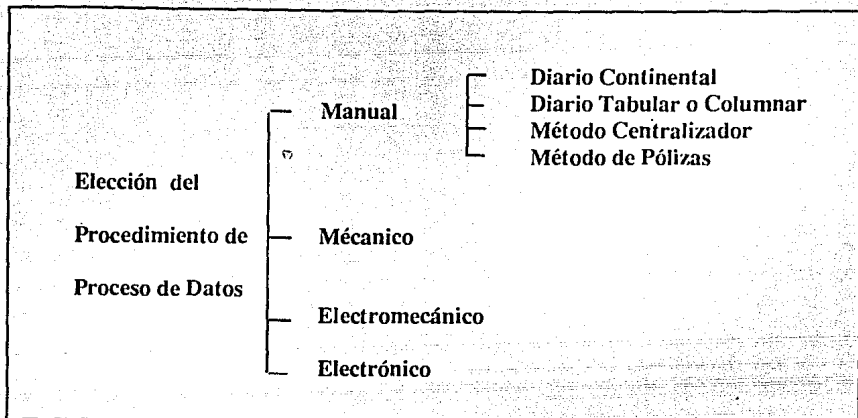 Elección del
Procedimiento de
Proceso de Datos
Manual
Diario Continental
Diario Tabular o Columnar
Método Centralizador
Método de Pólizas
Mécanico
Electromecánico
Electrónico